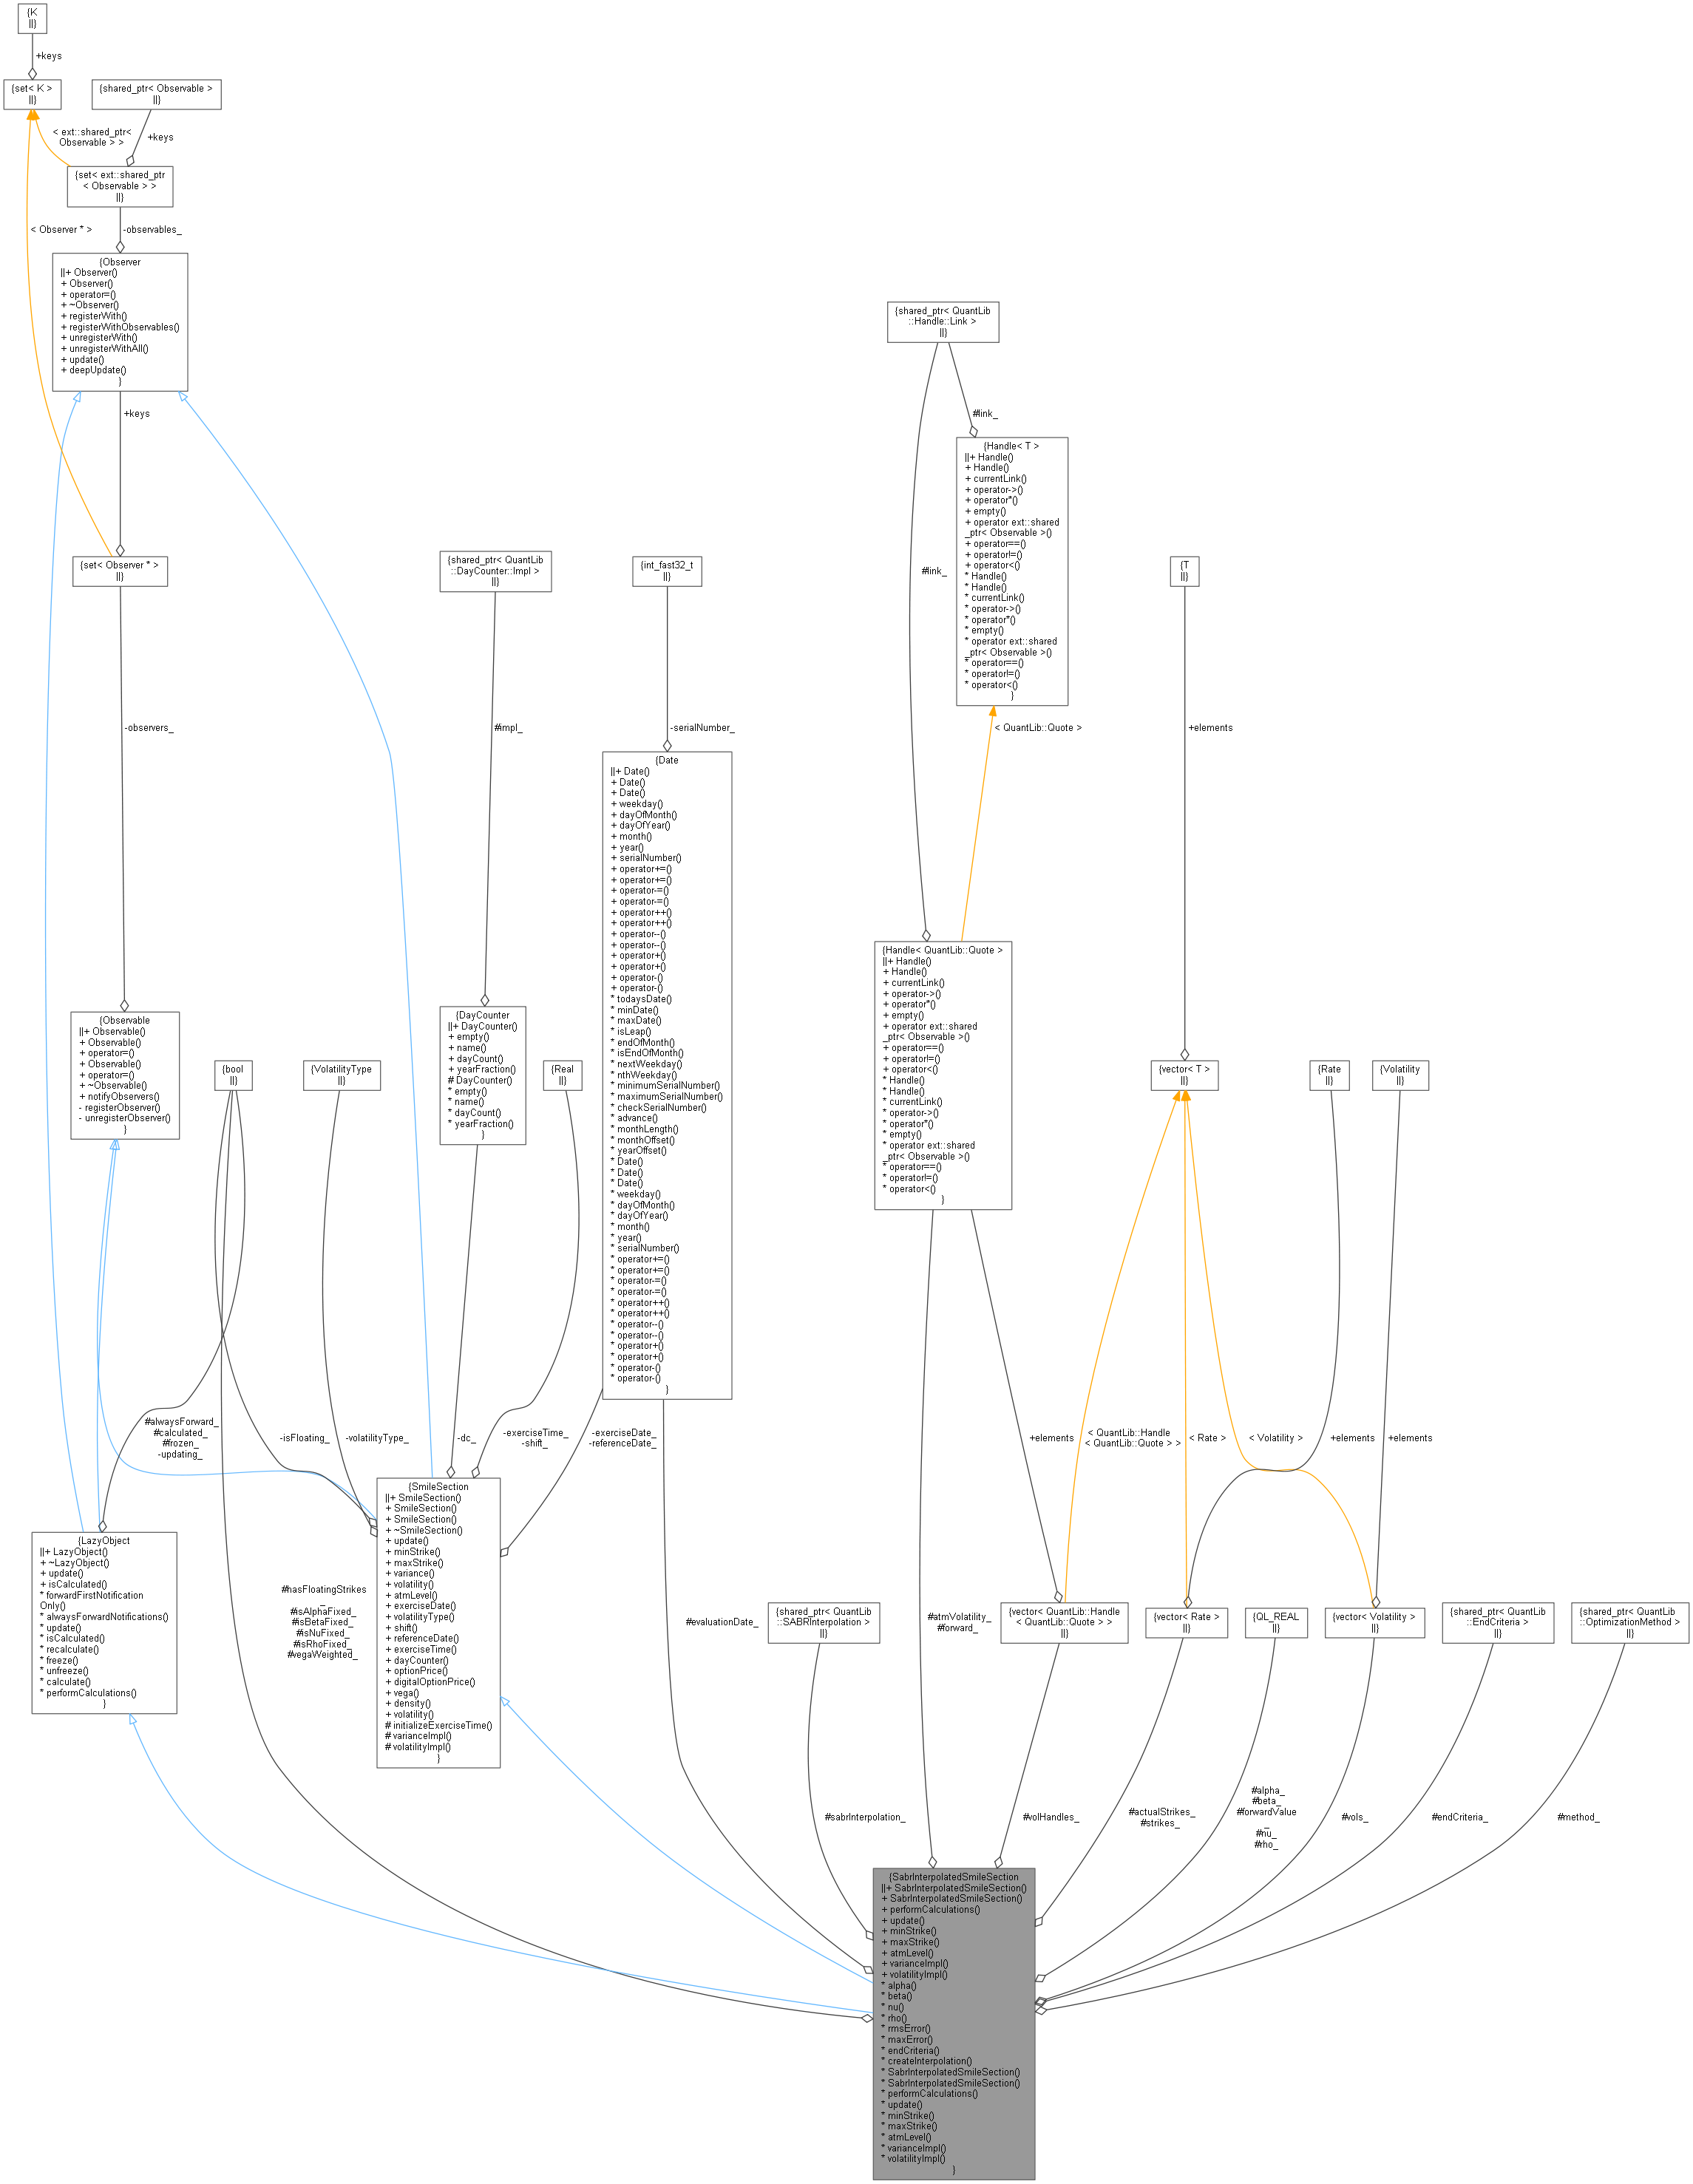 {K
||}
+keys
{set< K >
||}
{shared_ptr< Observable >
||}
< ext::shared_ptr<
Observable > >
+keys
{set< ext::shared_ptr
< Observable > >
||}
< Observer * >
-observables_
{Observer
||+ Observer()
+ Observer()
+ operator=()
+ ~Observer()
+ registerWith()
+ registerWithObservables()
+ unregisterWith()
+ unregisterWithAll()
+ update()
+ deepUpdate()
}
+keys
{set< Observer * >
||}
-observers_
{Observable
||+ Observable()
+ Observable()
+ operator=()
+ Observable()
+ operator=()
+ ~Observable()
+ notifyObservers()
- registerObserver()
- unregisterObserver()
}
{bool
||}
{VolatilityType
||}
{shared_ptr< QuantLib
::DayCounter::Impl >
||}
#impl_
{DayCounter
||+ DayCounter()
+ empty()
+ name()
+ dayCount()
+ yearFraction()
# DayCounter()
* empty()
* name()
* dayCount()
* yearFraction()
}
{Real
||}
{int_fast32_t
||}
-serialNumber_
{Date
||+ Date()
+ Date()
+ Date()
+ weekday()
+ dayOfMonth()
+ dayOfYear()
+ month()
+ year()
+ serialNumber()
+ operator+=()
+ operator+=()
+ operator-=()
+ operator-=()
+ operator++()
+ operator++()
+ operator--()
+ operator--()
+ operator+()
+ operator+()
+ operator-()
+ operator-()
* todaysDate()
* minDate()
* maxDate()
* isLeap()
* endOfMonth()
* isEndOfMonth()
* nextWeekday()
* nthWeekday()
* minimumSerialNumber()
* maximumSerialNumber()
* checkSerialNumber()
* advance()
* monthLength()
* monthOffset()
* yearOffset()
* Date()
* Date()
* Date()
* weekday()
* dayOfMonth()
* dayOfYear()
* month()
* year()
* serialNumber()
* operator+=()
* operator+=()
* operator-=()
* operator-=()
* operator++()
* operator++()
* operator--()
* operator--()
* operator+()
* operator+()
* operator-()
* operator-()
}
{shared_ptr< QuantLib
::Handle::Link >
||}
#link_
#link_
{Handle< T >
||+ Handle()
+ Handle()
+ currentLink()
+ operator->()
+ operator*()
+ empty()
+ operator ext::shared
_ptr< Observable >()
+ operator==()
+ operator!=()
+ operator<()
* Handle()
* Handle()
* currentLink()
* operator->()
* operator*()
* empty()
* operator ext::shared
_ptr< Observable >()
* operator==()
* operator!=()
* operator<()
}
< QuantLib::Quote >
{Handle< QuantLib::Quote >
||+ Handle()
+ Handle()
+ currentLink()
+ operator->()
+ operator*()
+ empty()
+ operator ext::shared
_ptr< Observable >()
+ operator==()
+ operator!=()
+ operator<()
* Handle()
* Handle()
* currentLink()
* operator->()
* operator*()
* empty()
* operator ext::shared
_ptr< Observable >()
* operator==()
* operator!=()
* operator<()
}
{T
||}
+elements
{vector< T >
||}
{Rate
||}
{Volatility
||}
#alwaysForward_
#calculated_
#frozen_
-updating_
-isFloating_
-volatilityType_
-dc_
-exerciseTime_
-shift_
-exerciseDate_
-referenceDate_
+elements
< QuantLib::Handle
< QuantLib::Quote > >
< Rate >
< Volatility >
+elements
+elements
{LazyObject
||+ LazyObject()
+ ~LazyObject()
+ update()
+ isCalculated()
* forwardFirstNotification
Only()
* alwaysForwardNotifications()
* update()
* isCalculated()
* recalculate()
* freeze()
* unfreeze()
* calculate()
* performCalculations()
}
#hasFloatingStrikes
_
#isAlphaFixed_
#isBetaFixed_
#isNuFixed_
#isRhoFixed_
#vegaWeighted_
{SmileSection
||+ SmileSection()
+ SmileSection()
+ SmileSection()
+ ~SmileSection()
+ update()
+ minStrike()
+ maxStrike()
+ variance()
+ volatility()
+ atmLevel()
+ exerciseDate()
+ volatilityType()
+ shift()
+ referenceDate()
+ exerciseTime()
+ dayCounter()
+ optionPrice()
+ digitalOptionPrice()
+ vega()
+ density()
+ volatility()
# initializeExerciseTime()
# varianceImpl()
# volatilityImpl()
}
#evaluationDate_
{shared_ptr< QuantLib
::SABRInterpolation >
||}
#atmVolatility_
#forward_
{vector< QuantLib::Handle
< QuantLib::Quote > >
||}
{vector< Rate >
||}
{QL_REAL
||}
{vector< Volatility >
||}
{shared_ptr< QuantLib
::EndCriteria >
||}
{shared_ptr< QuantLib
::OptimizationMethod >
||}
#sabrInterpolation_
#volHandles_
#actualStrikes_
#strikes_
#alpha_
#beta_
#forwardValue
_
#nu_
#rho_
#vols_
#endCriteria_
#method_
{SabrInterpolatedSmileSection
||+ SabrInterpolatedSmileSection()
+ SabrInterpolatedSmileSection()
+ performCalculations()
+ update()
+ minStrike()
+ maxStrike()
+ atmLevel()
+ varianceImpl()
+ volatilityImpl()
* alpha()
* beta()
* nu()
* rho()
* rmsError()
* maxError()
* endCriteria()
* createInterpolation()
* SabrInterpolatedSmileSection()
* SabrInterpolatedSmileSection()
* performCalculations()
* update()
* minStrike()
* maxStrike()
* atmLevel()
* varianceImpl()
* volatilityImpl()
}